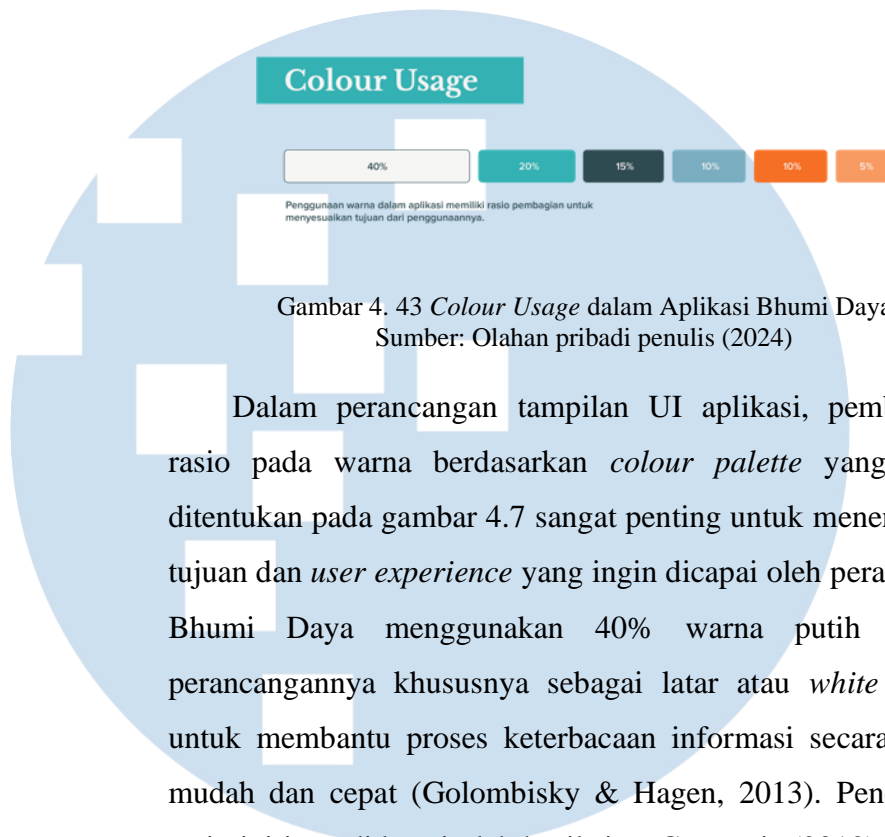 Colour Usage
40% 20% 15% 10% 10% 5%
Penggunaan warna dalam aplikasi memiliki rasio pembagian untuk
menyesuaikan tujuan dari penggunaannya.
Gambar 4. 43 Colour Usage dalam Aplikasi Bhumi Daya
Sumber: Olahan pribadi penulis (2024)
Dalam perancangan tampilan UI aplikasi,
rasio pada warna berdasarkan colour palette yang
ditentukan pada gambar 4.7 sangat penting untuk
tujuan dan user experience yang ingin dicapai oleh
Bhumi Daya menggunakan 40% warna putih
perancangannya khususnya sebagai latar atau white
untuk membantu proses keterbacaan informasi secara
mudah dan cepat (Golombisky & Hagen, 2013).